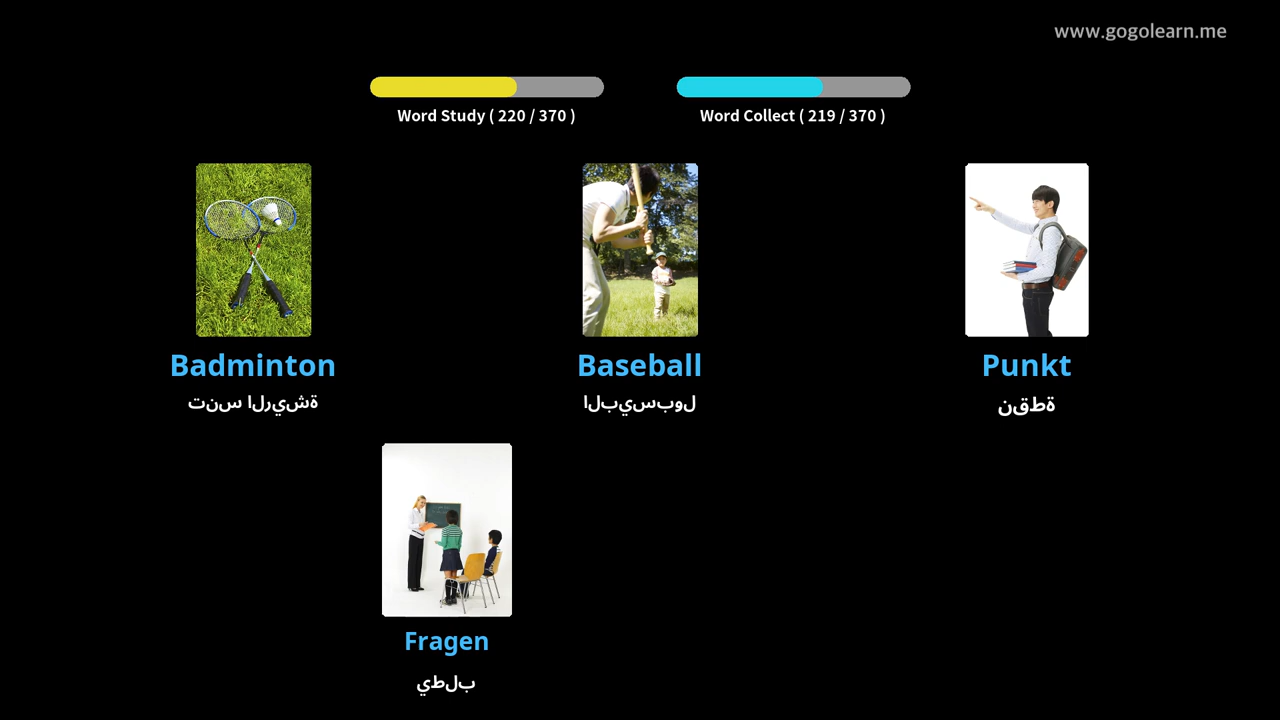 www.gogolearn.me
Word Study ( 220 / 370 )
Word Collect ( 219 / 370 )
Badminton
تنس الريشة
Baseball
البيسبول
Punkt
نقطة
Fragen
يطلب